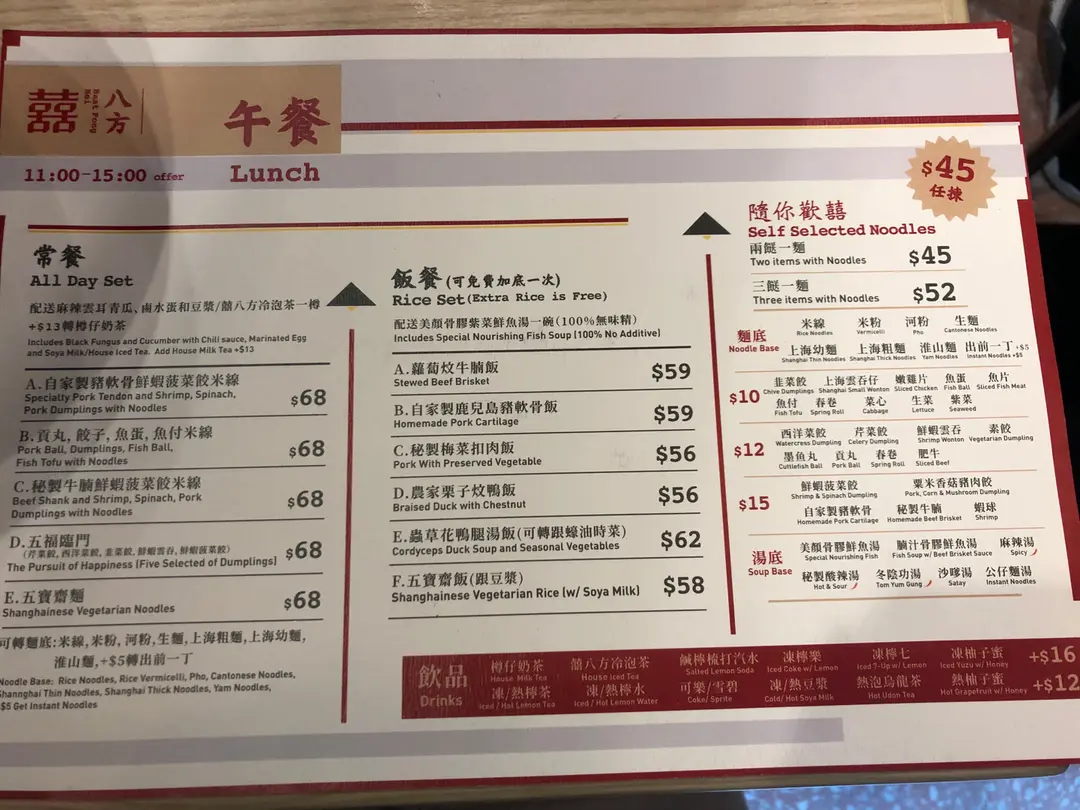 囍
Baat Fong
Hei
八方
午餐
11:00-15:00 offer
Lunch
$45
任揀
常餐
All Day Set
配送麻辣雲耳青瓜、鹵水蛋和豆漿/囍八方冷泡茶一樽
+$13轉樽仔奶茶
Includes Black Fungus and Cucumber with Chili sauce, Marinated Egg
and Soya Milk/House Iced Tea. Add House Milk Tea +$13
A.自家製豬軟骨鮮蝦菠菜餃米線
Specialty Pork Tendon and Shrimp, Spinach,
Pork Dumplings with Noodles
$68
B.貢丸, 餃子, 魚蛋, 魚付米線
Pork Ball, Dumplings, Fish Ball,
Fish Tofu with Noodles
$68
C.秘製牛腩鮮蝦菠菜餃米線
Beef Shank and Shrimp, Spinach, Pork
Dumplings with Noodles
$68
D.五福臨門
(芹菜餃, 西洋菜餃, 韭菜餃, 鮮蝦雲吞, 鮮蝦菠菜餃)
The Pursuit of Happiness (Five Selected of Dumplings)
$68
E.五寶齋麵
Shanghainese Vegetarian Noodles
$68
可轉麵底:米線,米粉,河粉,生麵,上海粗麵,上海幼麵,
淮山麵,+$5轉出前一丁
Noodle Base: Rice Noodles, Rice Vermicelli, Pho, Cantonese Noodles,
Shannghai Thin Noodles, Shanghai Thick Noodles, Yam Noodles,
$5 Get Instant Noodles
飯餐(可免費加底一次)
Rice Set(Extra Rice is Free)
配送美顏骨膠紫菜鮮魚湯一碗(100%無味精)
Includes Special Nourishing Fish Soup (100% No Additive)
A.蘿蔔炆牛腩飯
Stewed Beef Brisket
$59
B.自家製鹿兒島豬軟骨飯
Homemade Pork Cartilage
$59
C.秘製梅菜扣肉飯
Pork With Preserved Vegetable
$56
D.農家栗子炆鴨飯
Braised Duck with Chestnut
$56
E.蟲草花鴨腿湯飯(可轉跟蠔油時菜)
Cordyceps Duck Soup and Seasonal Vegetables
$62
F.五寶齋飯(跟豆漿)
Shanghainese Vegetarian Rice (w/ Soya Milk)
$58
隨你歡囍
Self Selected Noodles
兩餸一麵
Two items with Noodles
$45
三餸一麵
Three items with Noodles
$52
麵底
Noodle Base
米線 米粉 河粉 生麵
Rice Noodles Vermicelli Pho Cantonese Noodles
上海幼麵 上海粗麵 淮山麵 出前一丁+$5
Shanghai Thin Noodles Shanghai Thick Noodles Yam Noodles Instant Noodles +$5
$10
韭菜餃 上海雲吞仔 嫩雞片 魚蛋 魚片
Chive Dumplings Shanghai Small Wonton Sliced Chicken Fish Ball Sliced Fish Meat
魚付 春卷 菜心 生菜 紫菜
Fish Tofu Spring Roll Cabbage Lettuce Seaweed
$12
西洋菜餃 芹菜餃 鮮蝦雲吞 素餃
Watercress Dumpling Celery Dumpling Shrimp Wonton Vegetarian Dumpling
墨魚丸 貢丸 春卷 肥牛
Cuttlefish Ball Pork Ball Spring Roll Sliced Beef
$15
鮮蝦菠菜餃 粟米香菇豬肉餃
Shrimp & Spinach Dumpling Pork, Corn & Mushroom Dumpling
自家製豬軟骨 秘製牛腩 蝦球
Homemade Pork Cartilage Homemade Beef Brisket Shrimp
湯底
Soup Base
美顏骨膠鮮魚湯 腩汁骨膠鮮魚湯 麻辣湯
Special Nourishing Fish Fish Soup w/ Beef Brisket Sauce Spicy
秘製酸辣湯 冬陰功湯 沙嗲湯 公仔麵湯
Hot & Sour Tom Yum Gung Satay Instant Noodles
飲品
Drinks
樽仔奶茶 囍八方冷泡茶 鹹檸梳打汽水 凍檸樂 凍檸七 凍柚子蜜 +$16
House Milk Tea House Iced Tea Salted Lemon Soda Iced Coke w/ Lemon Iced 7-Up w/ Lemon Iced Yuzu w/ Honey
凍/熱檸茶 凍/熱檸水 可樂/雪碧 凍/熱豆漿 熱泡烏龍茶 熱柚子蜜 +$12
Iced / Hot Lemon Tea Iced / Hot Lemon Water Coke/ Sprite Cold/ Hot Soya Milk Hot Udon Tea Hot Grapefruit w/ Honey